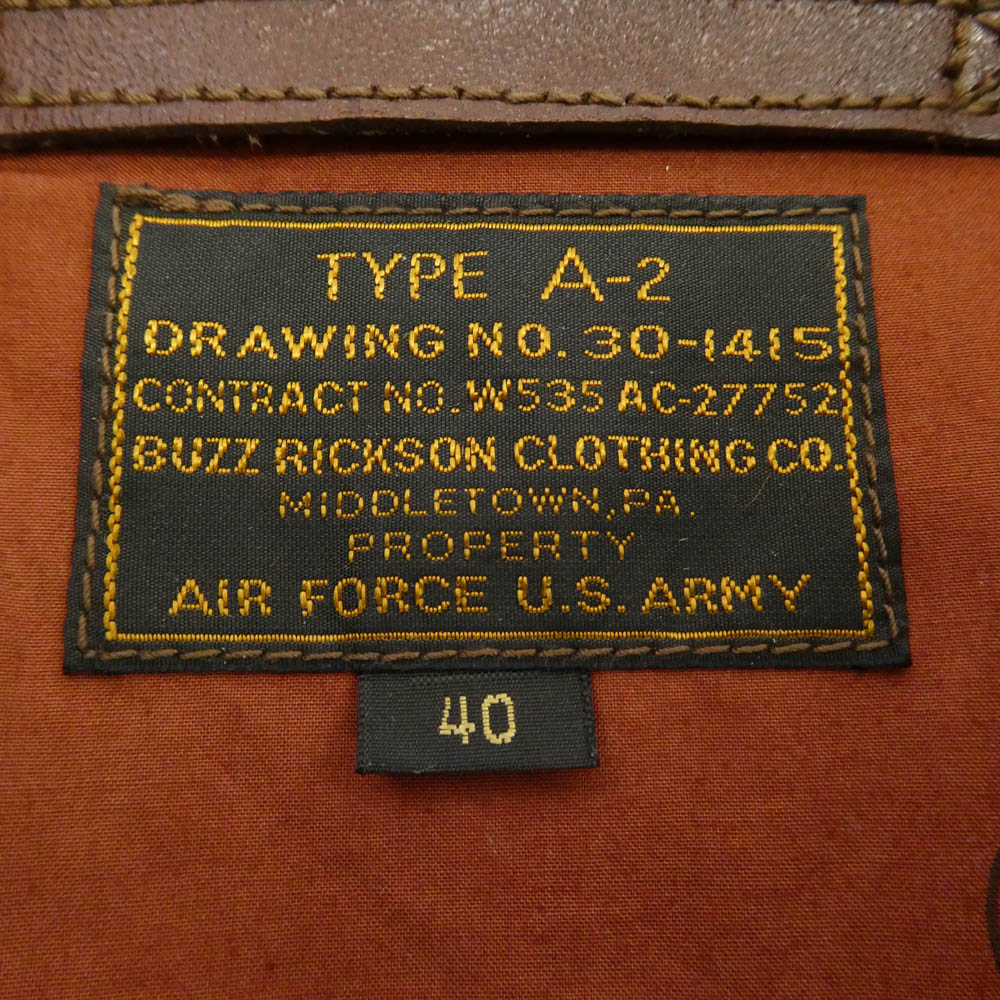 TYPE A-2
DRAWING NO. 30-1415
CONTRACT NO. W535 AC-27752
BUZZ RICKSON CLOTHING CO.
MIDDLETOWN, PA.
PROPERTY
AIR FORCE U.S. ARMY
40